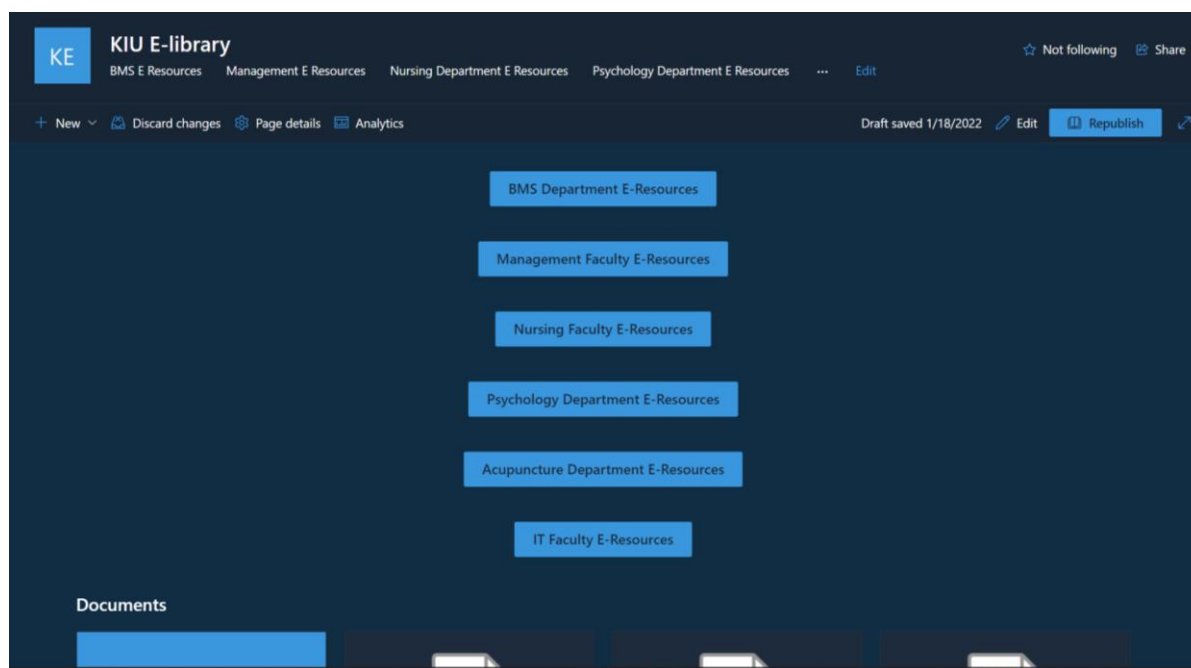 KE
KIU E-library
BMS E Resources Management E Resources Nursing Department E Resources Psychology Department E Resources ... Edit
Not following Share
+ New Discard changes Page details Analytics
Draft saved 1/18/2022 Edit Republish
BMS Department E-Resources
Management Faculty E-Resources
Nursing Faculty E-Resources
Psychology Department E-Resources
Acupuncture Department E-Resources
IT Faculty E-Resources
Documents